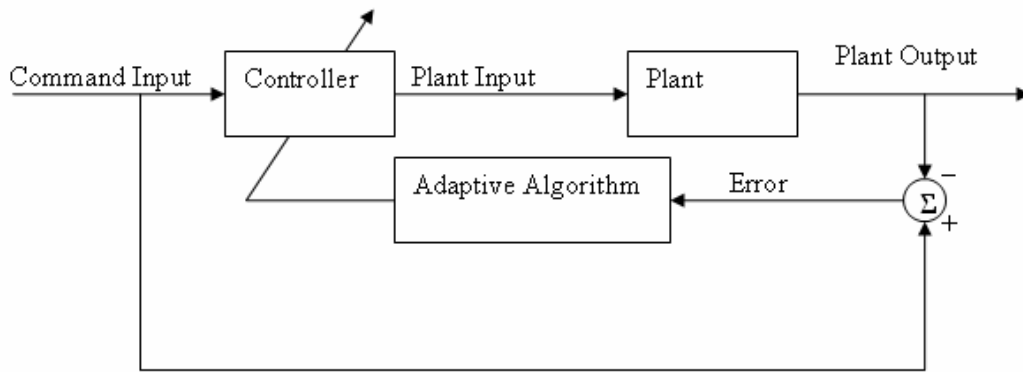 Command Input
Controller
Plant Input
Plant
Plant Output
Adaptive Algorithm
Error
−
Σ
+